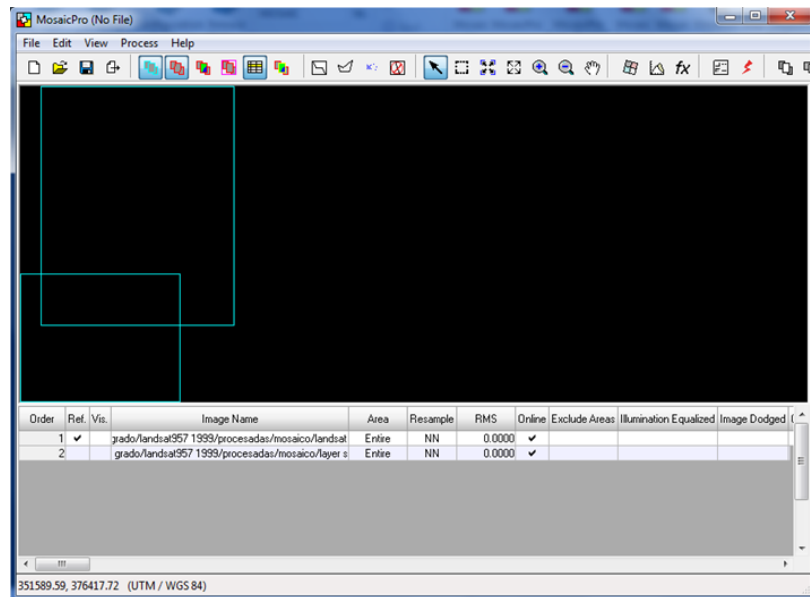 MosaicPro (No File)
File Edit View Process Help
fx
Order Ref. Vis. Image Name Area Resample RMS Online Exclude Areas Illumination Equalized Image Dodged
1 grado/landsat957 1999/procesadas/mosaico/landsat Entire NN 0.0000
2 grado/landsat957 1999/procesadas/mosaico/layer s Entire NN 0.0000
351589.59, 376417.72 (UTM / WGS 84)